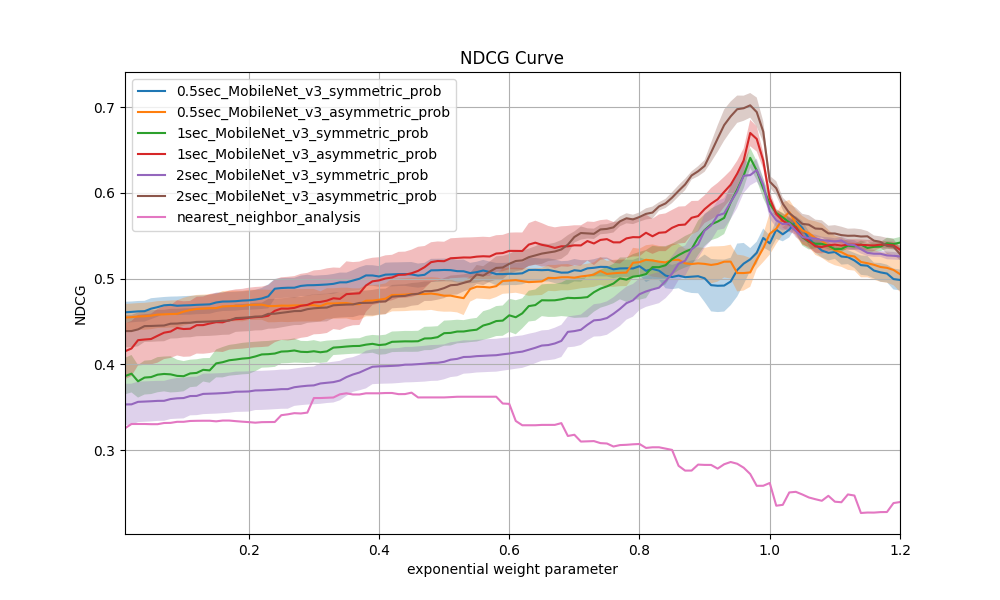 NDCG Curve
0.5sec_MobileNet_v3_symmetric_prob
0.5sec_MobileNet_v3_asymmetric_prob
1sec_MobileNet_v3_symmetric_prob
1sec_MobileNet_v3_asymmetric_prob
2sec_MobileNet_v3_symmetric_prob
2sec_MobileNet_v3_asymmetric_prob
nearest_neighbor_analysis
NDCG
0.7
0.6
0.5
0.4
0.3
0.2 0.4 0.6 0.8 1.0 1.2
exponential weight parameter